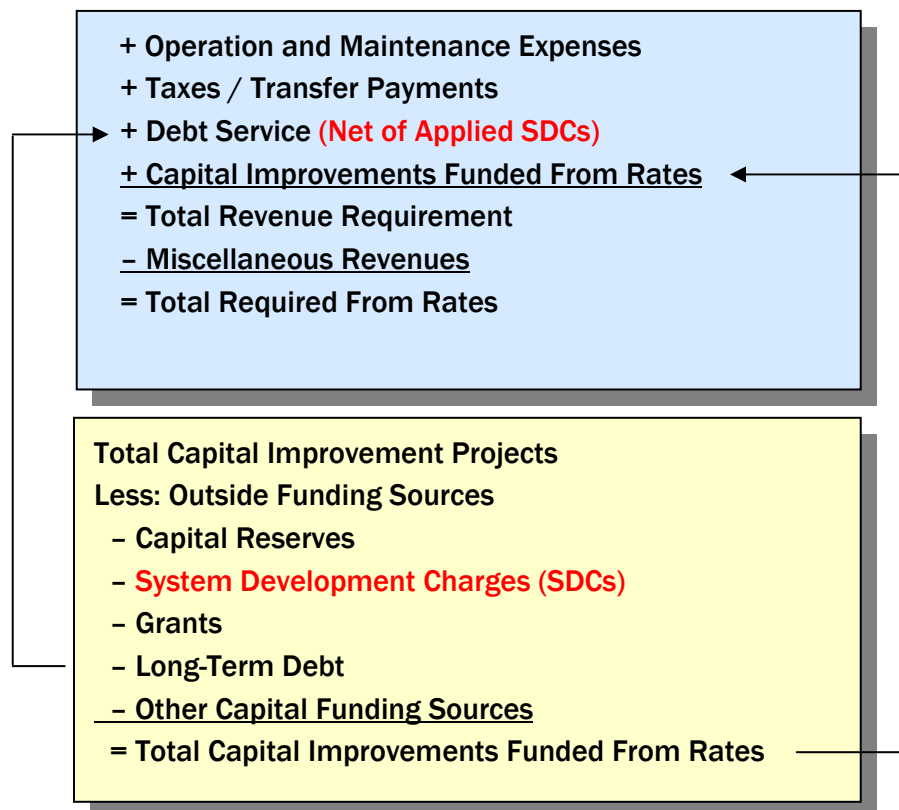 + Operation and Maintenance Expenses
+ Taxes / Transfer Payments
+ Debt Service (Net of Applied SDCs)
+ Capital Improvements Funded From Rates
= Total Revenue Requirement
– Miscellaneous Revenues
= Total Required From Rates
Total Capital Improvement Projects
Less: Outside Funding Sources
– Capital Reserves
– System Development Charges (SDCs)
– Grants
– Long-Term Debt
– Other Capital Funding Sources
= Total Capital Improvements Funded From Rates